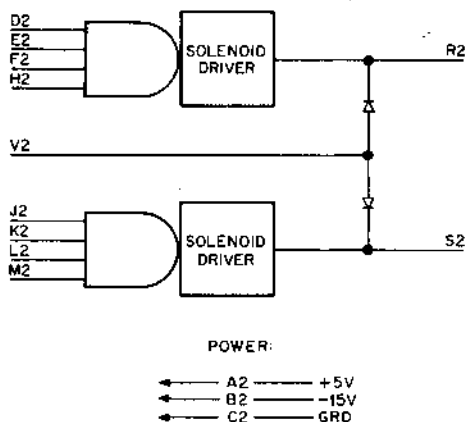 D2
E2
F2
H2
SOLENOID
DRIVER
R2
V2
J2
K2
L2
M2
SOLENOID
DRIVER
S2
POWER:
A2 +5V
B2 -15V
C2 GRD